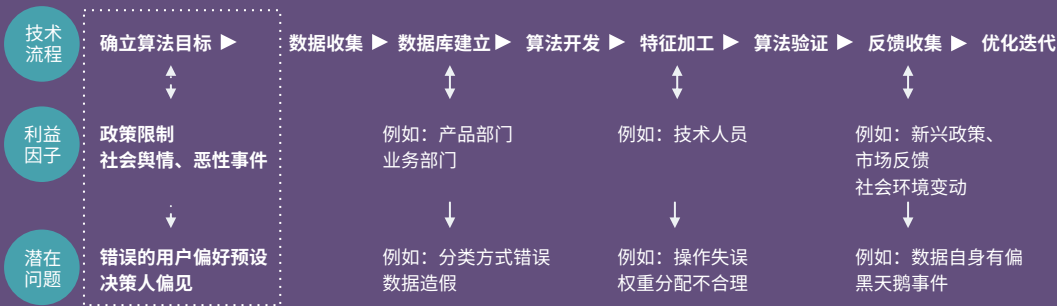 技术
流程
确立算法目标 ▶ 数据收集 ▶ 数据库建立 ▶ 算法开发 ▶ 特征加工 ▶ 算法验证 ▶ 反馈收集 ▶ 优化迭代
利益
因子
政策限制
社会舆情、恶性事件
例如：产品部门
业务部门
例如：技术人员
例如：新兴政策、
市场反馈
社会环境变动
潜在
问题
错误的用户偏好预设
决策人偏见
例如：分类方式错误
数据造假
例如：操作失误
权重分配不合理
例如：数据自身有偏
黑天鹅事件